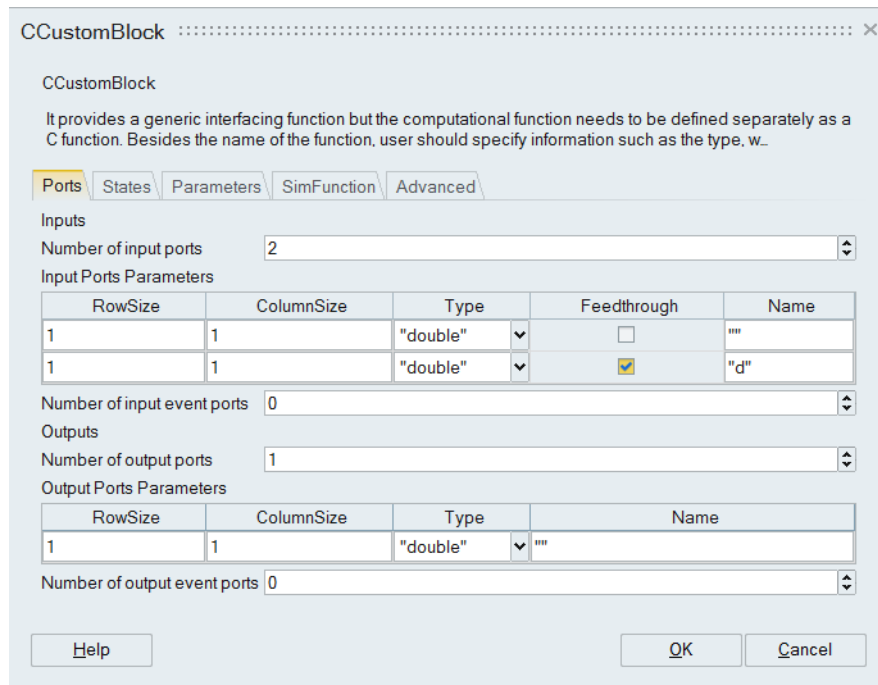 CCustomBlock
CCustomBlock
It provides a generic interfacing function but the computational function needs to be defined separately as a
C function. Besides the name of the function, user should specify information such as the type, w...
Ports States Parameters SimFunction Advanced
Inputs
Number of input ports 2
Input Ports Parameters
RowSize ColumnSize Type Feedthrough Name
1 1 "double" ""
1 1 "double" "d"
Number of input event ports 0
Outputs
Number of output ports 1
Output Ports Parameters
RowSize ColumnSize Type Name
1 1 "double" ""
Number of output event ports 0
Help OK Cancel